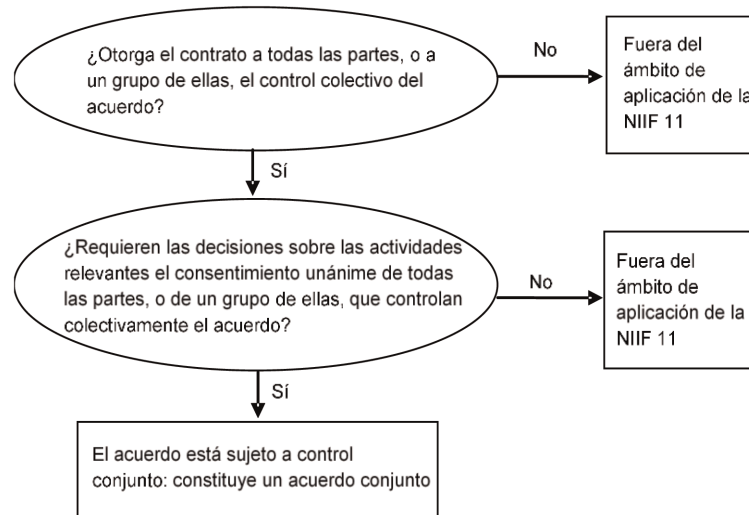 ¿Otorga el contrato a todas las partes, o a
un grupo de ellas, el control colectivo del
acuerdo?
No
Fuera del
ámbito de
aplicación de la
NIIF 11
Sí
¿Requieren las decisiones sobre las actividades
relevantes el consentimiento unánime de todas
las partes, o de un grupo de ellas, que controlan
colectivamente el acuerdo?
No
Fuera del
ámbito de
aplicación de la
NIIF 11
Sí
El acuerdo está sujeto a control
conjunto: constituye un acuerdo conjunto